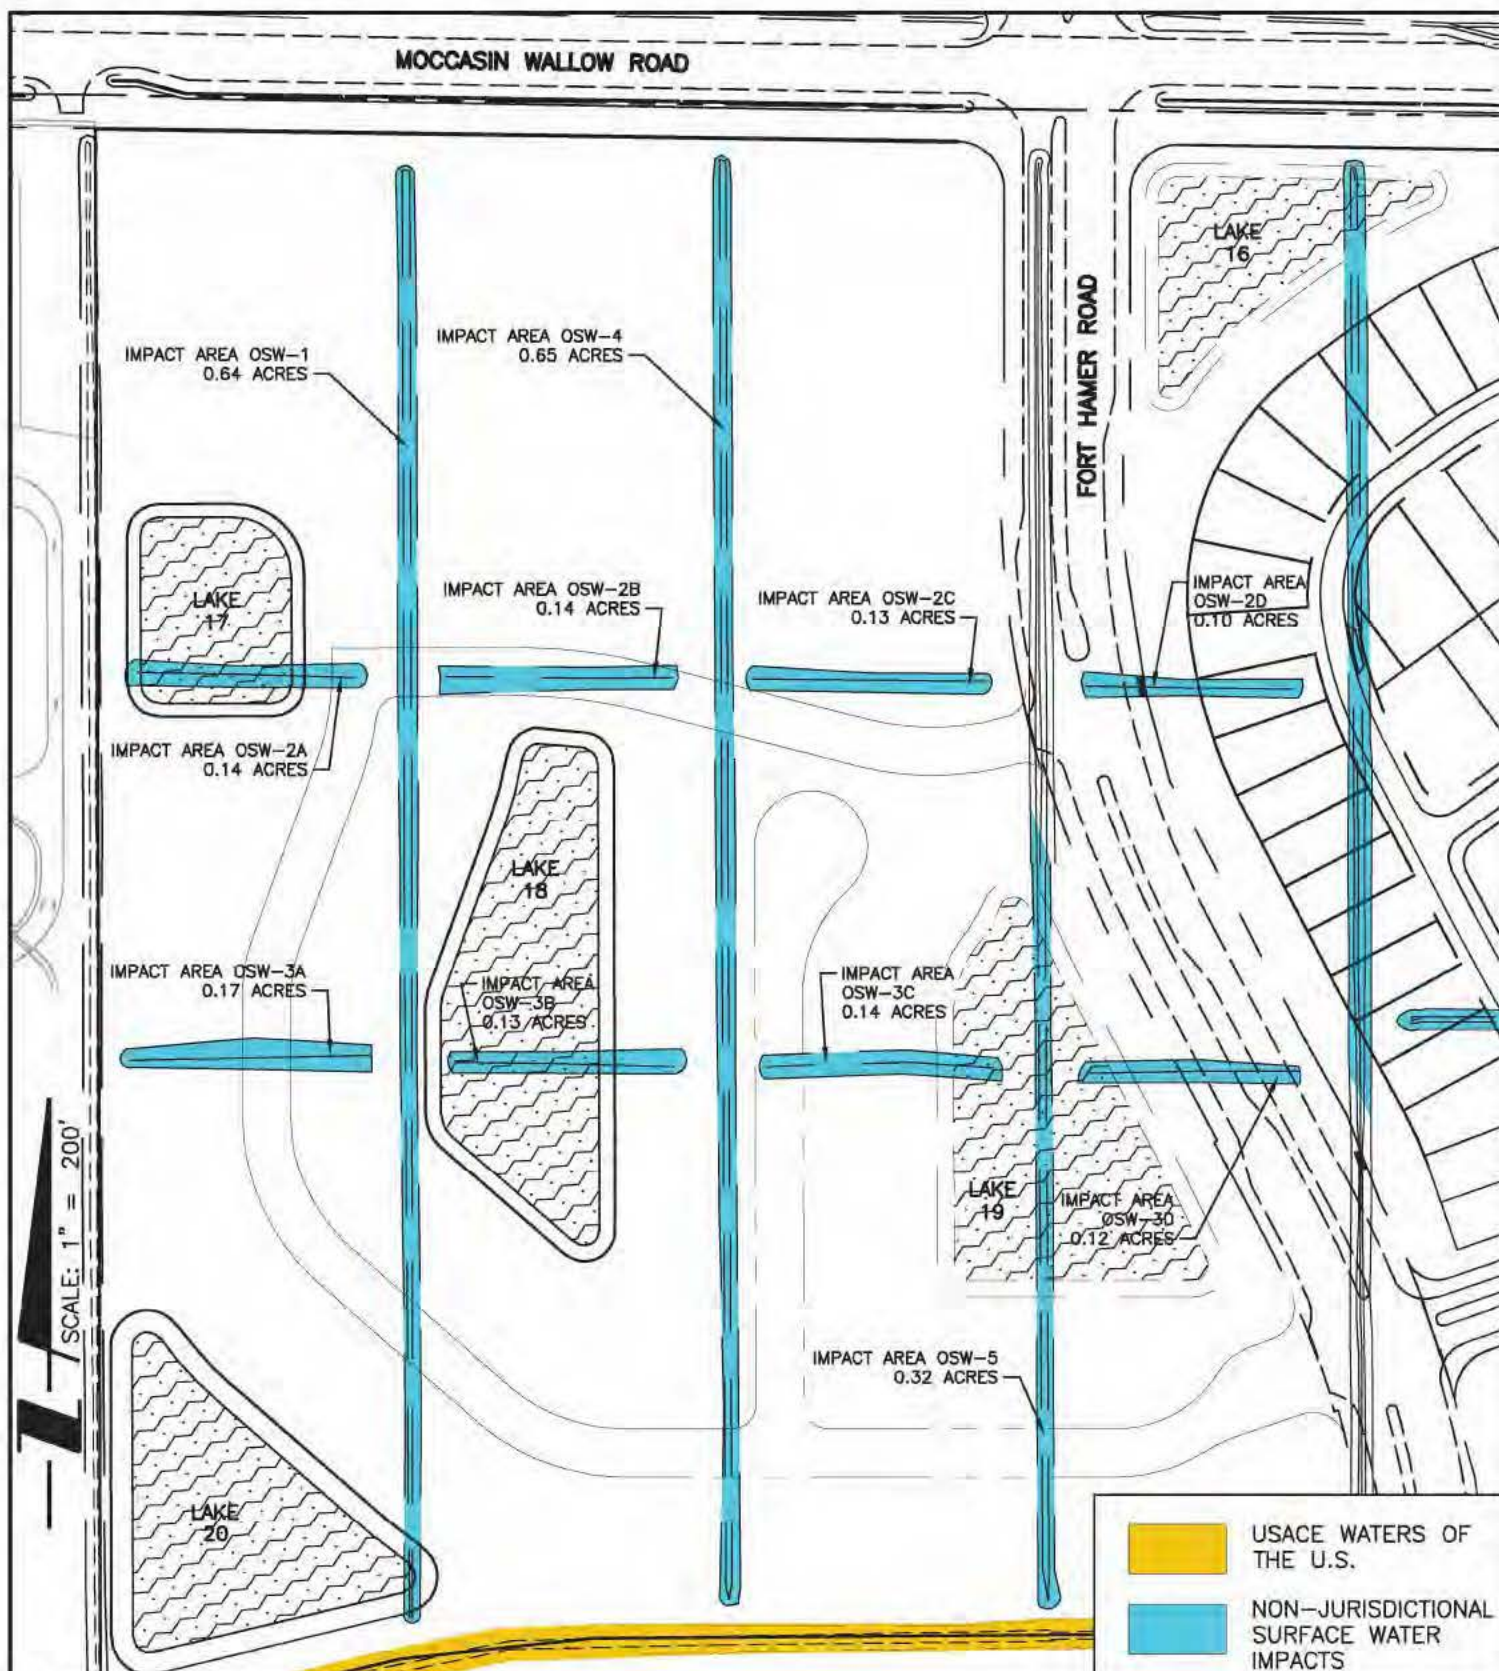 MOCCASIN WALLOW ROAD
LAKE
16
FORT HAMER ROAD
IMPACT AREA OSW-1
0.64 ACRES
IMPACT AREA OSW-4
0.65 ACRES
LAKE
17
IMPACT AREA OSW-2B
0.14 ACRES
IMPACT AREA OSW-2C
0.13 ACRES
IMPACT AREA
OSW-2D
0.10 ACRES
IMPACT AREA OSW-2A
0.14 ACRES
LAKE
18
IMPACT AREA OSW-3A
0.17 ACRES
IMPACT AREA
OSW-3B
0.13 ACRES
IMPACT AREA
OSW-3C
0.14 ACRES
SCALE: 1" = 200'
LAKE
19
IMPACT AREA
OSW-3D
0.12 ACRES
IMPACT AREA OSW-5
0.32 ACRES
LAKE
20
USACE WATERS OF
THE U.S.
NON-JURISDICTIONAL
SURFACE WATER
IMPACTS